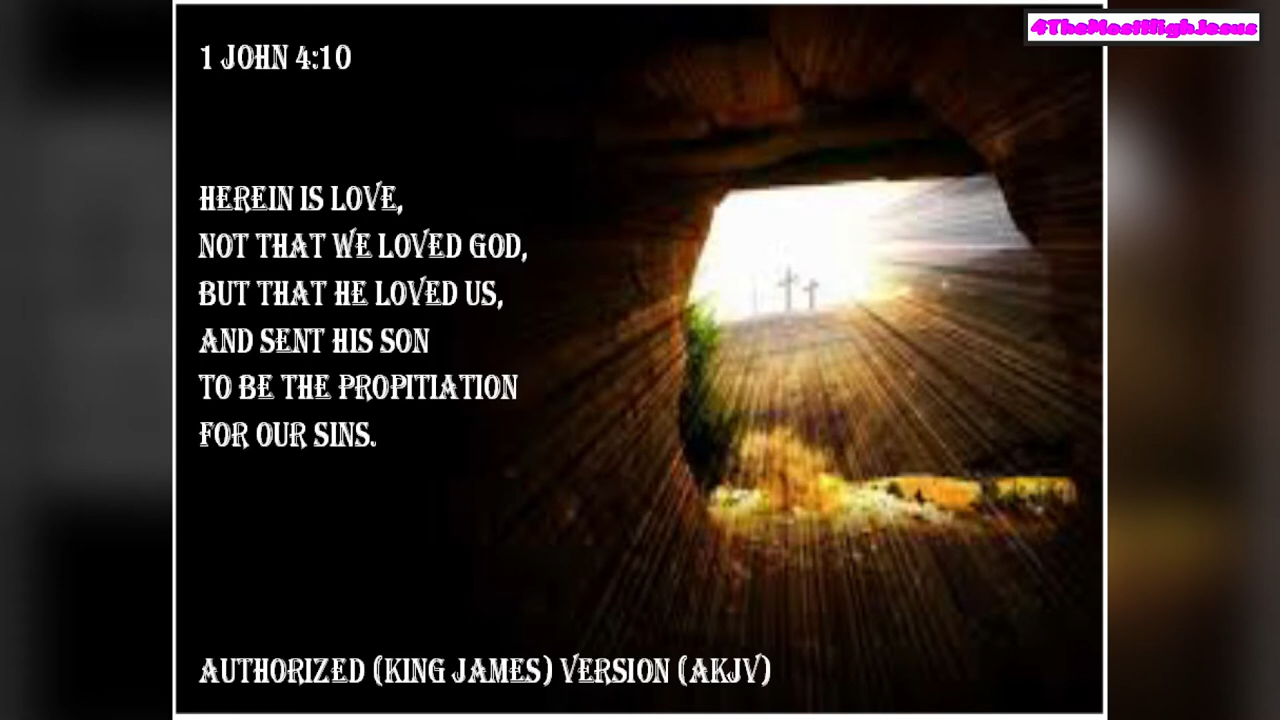 4TheMostHighJesus
1 JOHN 4:10
HEREIN IS LOVE,
NOT THAT WE LOVED GOD,
BUT THAT HE LOVED US,
AND SENT HIS SON
TO BE THE PROPITIATION
FOR OUR SINS.
AUTHORIZED (KING JAMES) VERSION (AKJV)